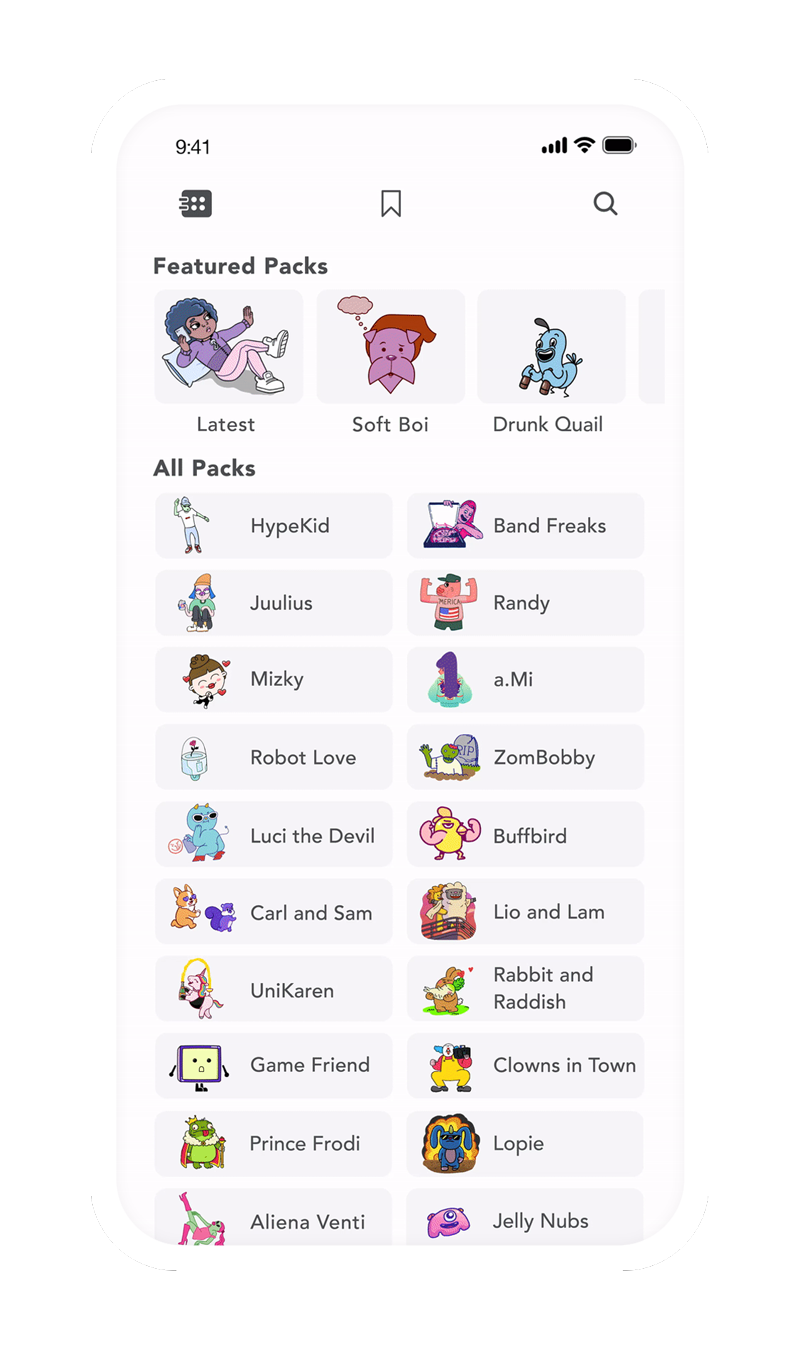 9:41
Featured Packs
Latest
Soft Boi
Drunk Quail
All Packs
HypeKid
Band Freaks
Juulius
'MERICA
Randy
Mizky
a.Mi
Robot Love
RIP
ZomBobby
Luci the Devil
Buffbird
Carl and Sam
Lio and Lam
UniKaren
Rabbit and
Raddish
Game Friend
Clowns in Town
Prince Frodi
Lopie
Aliena Venti
Jelly Nubs